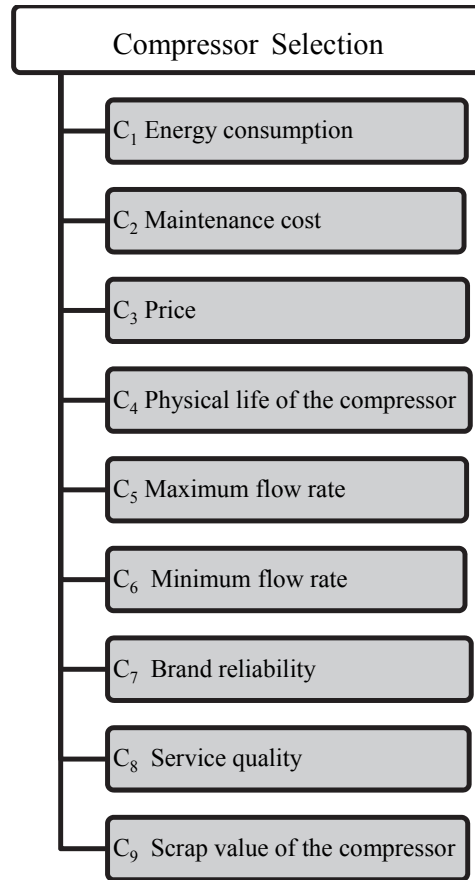 Compressor Selection
C₁ Energy consumption
C₂ Maintenance cost
C₃ Price
C₄ Physical life of the compressor
C₅ Maximum flow rate
C₆ Minimum flow rate
C₇ Brand reliability
C₈ Service quality
C₉ Scrap value of the compressor